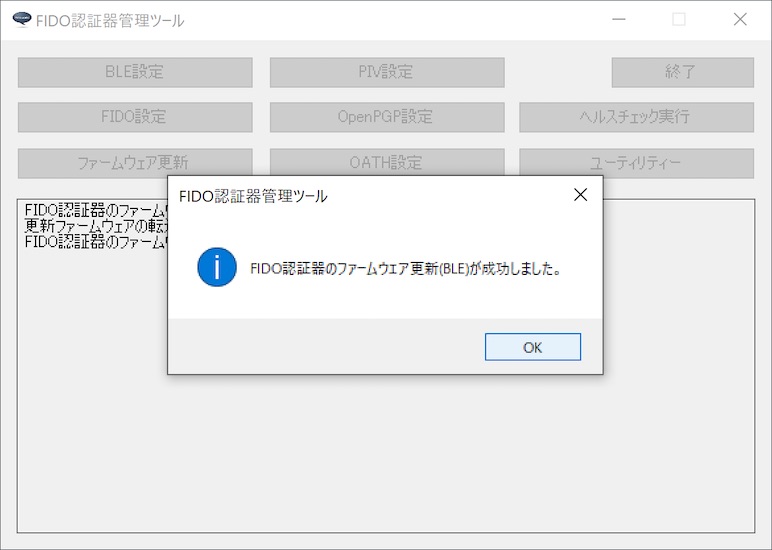 FIDO認証器管理ツール
BLE設定
PIV設定
終了
FIDO設定
OpenPGP設定
ヘルスチェック実行
ファームウェア更新
OATH設定
ユーティリティー
FIDO認証器のファーム
更新ファームウェアの転
FIDO認証器のファーム
FIDO認証器管理ツール
FIDO認証器のファームウェア更新(BLE)が成功しました。
OK